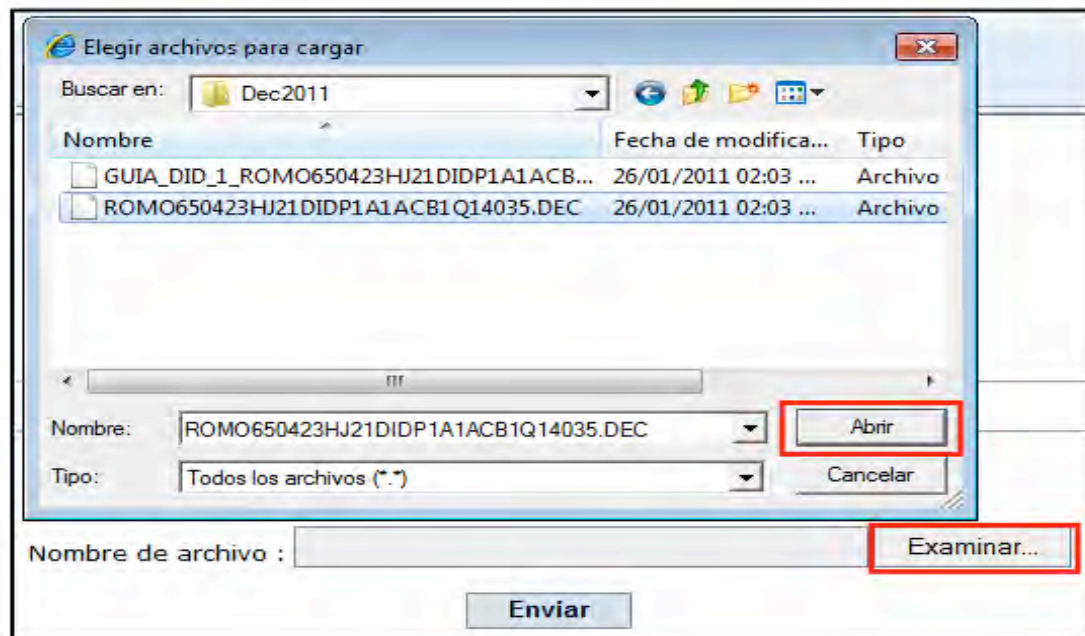 Elegir archivos para cargar
Buscar en: Dec2011
Nombre Fecha de modifica... Tipo
GUIA_DID_1_ROMO650423HJ21DIDP1A1ACB... 26/01/2011 02:03 ... Archivo
ROMO650423HJ21DIDP1A1ACB1Q14035.DEC 26/01/2011 02:03 ... Archivo
Nombre: ROMO650423HJ21DIDP1A1ACB1Q14035.DEC Abrir
Tipo: Todos los archivos (*.*) Cancelar
Nombre de archivo : Examinar...
Enviar